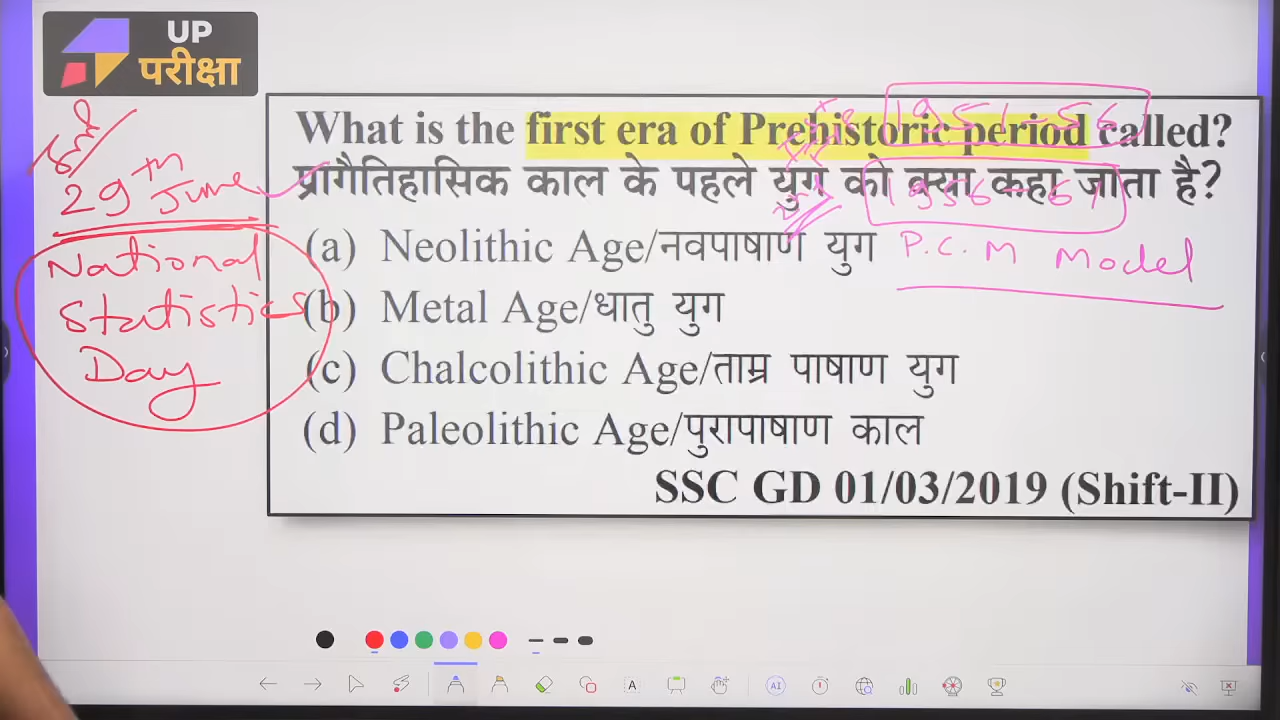 UP
परीक्षा
29th June
National
Statistics
Day
1951-56
1956-61
P.C.M Model
What is the first era of Prehistoric period called?
प्रागैतिहासिक काल के पहले युग को क्या कहा जाता है?
(a) Neolithic Age/नवपाषाण युग
(b) Metal Age/धातु युग
(c) Chalcolithic Age/ताम्र पाषाण युग
(d) Paleolithic Age/पुरापाषाण काल
SSC GD 01/03/2019 (Shift-II)
A
AI